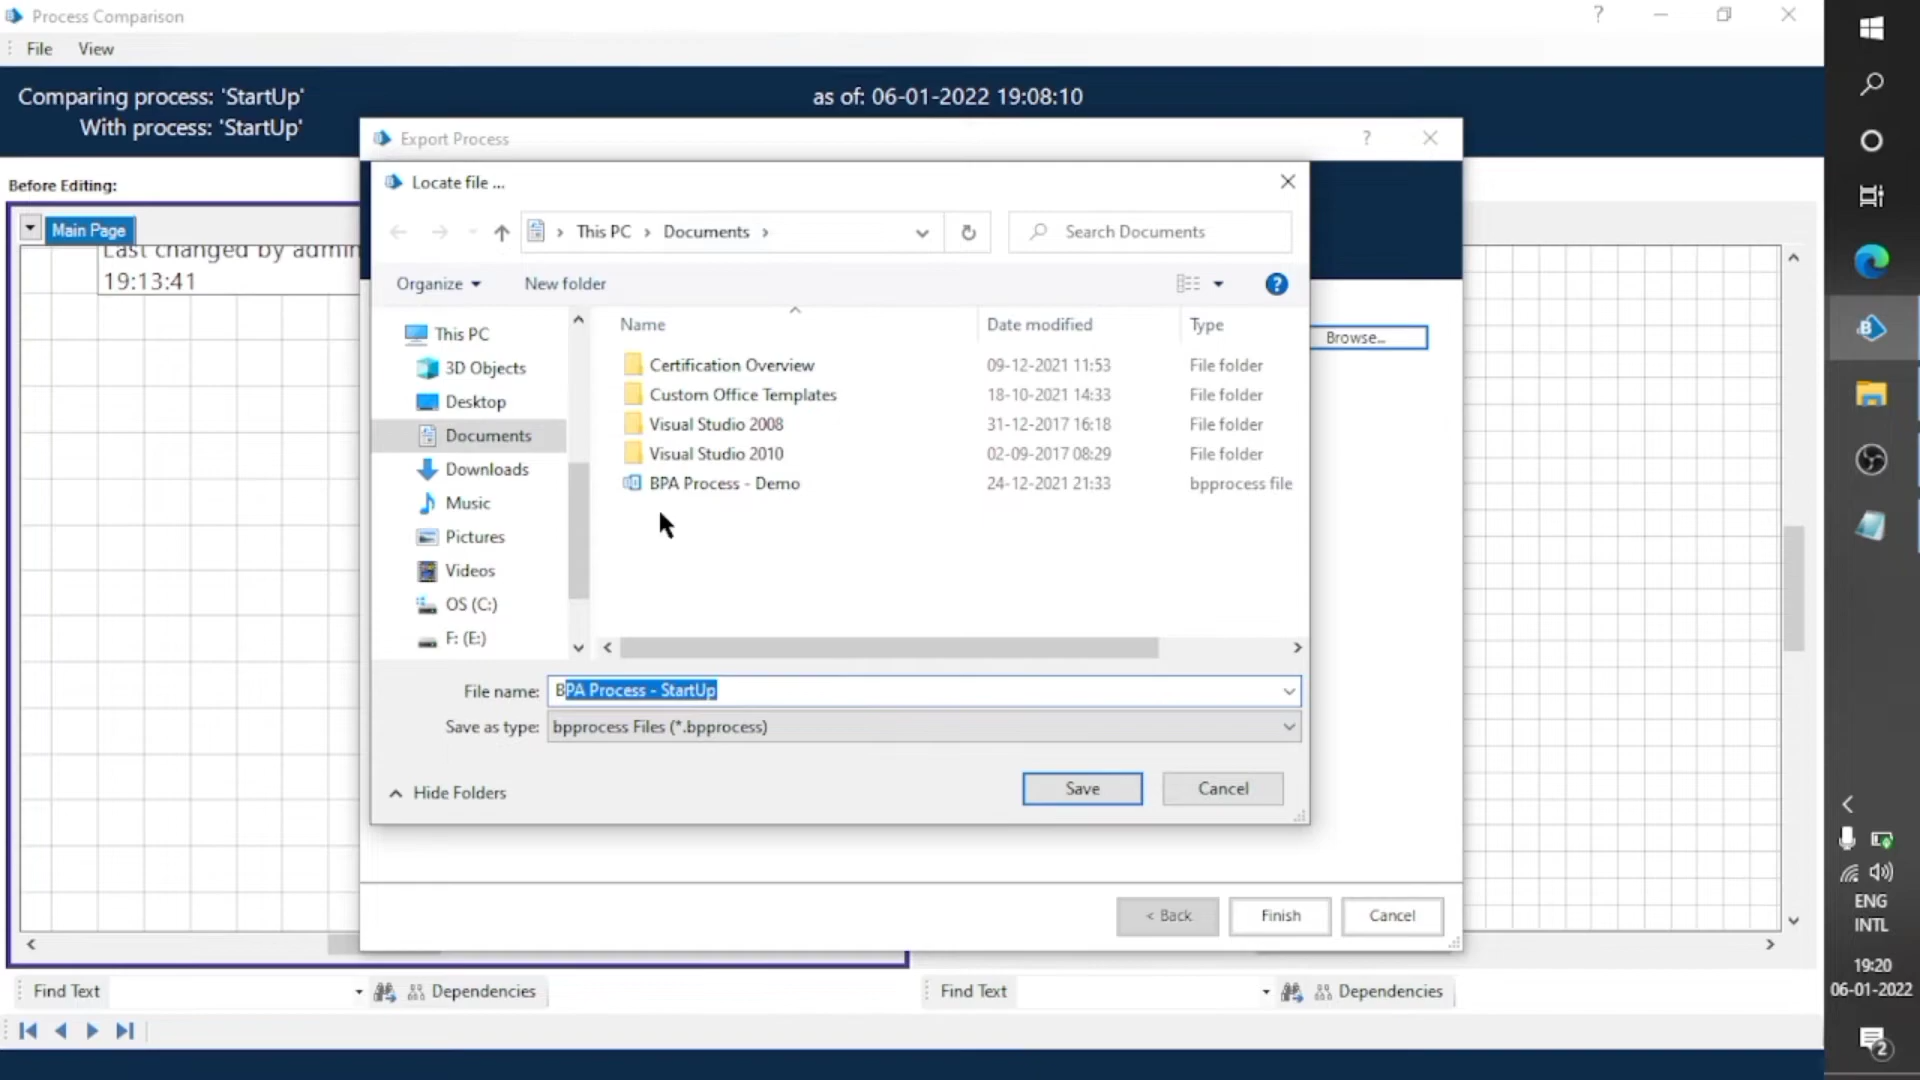 Process Comparison
File View
Comparing process: 'StartUp'
as of: 06-01-2022 19:08:10
With process: 'StartUp'
Export Process
Before Editing:
Main Page
Last changed by admin
19:13:41
Locate file ...
This PC
Documents
Search Documents
Organize
New folder
This PC
3D Objects
Desktop
Documents
Downloads
Music
Pictures
Videos
OS (C:)
F: (E:)
Name Date modified Type
Certification Overview 09-12-2021 11:53 File folder
Custom Office Templates 18-10-2021 14:33 File folder
Visual Studio 2008 31-12-2017 16:18 File folder
Visual Studio 2010 02-09-2017 08:29 File folder
BPA Process - Demo 24-12-2021 21:33 bpprocess file
Browse...
File name: BPA Process - StartUp
Save as type: bpprocess Files (*.bpprocess)
Hide Folders
Save
Cancel
< Back
Finish
Cancel
Find Text
Dependencies
Find Text
Dependencies
ENG
INTL
19:20
06-01-2022
2